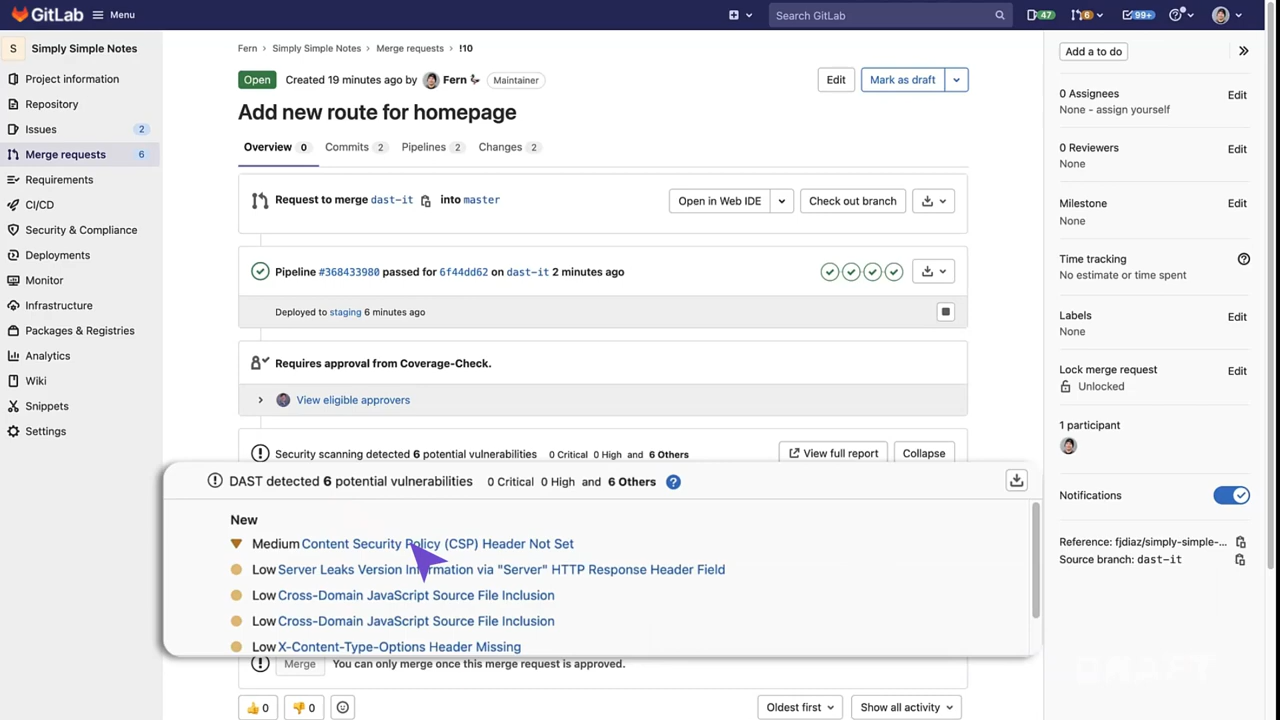 GitLab Menu Search GitLab 47 6 99+
S Simply Simple Notes
Project information
Repository
Issues 2
Merge requests 6
Requirements
CI/CD
Security & Compliance
Deployments
Monitor
Infrastructure
Packages & Registries
Analytics
Wiki
Snippets
Settings
Fern Simply Simple Notes Merge requests !10
Open Created 19 minutes ago by Fern Maintainer Edit Mark as draft
Add new route for homepage
Overview 0 Commits 2 Pipelines 2 Changes 2
Request to merge dast-it into master Open in Web IDE Check out branch
Pipeline #368433980 passed for 6f44dd62 on dast-it 2 minutes ago
Deployed to staging 6 minutes ago
Requires approval from Coverage-Check.
View eligible approvers
Security scanning detected 6 potential vulnerabilities 0 Critical 0 High and 6 Others View full report Collapse
DAST detected 6 potential vulnerabilities 0 Critical 0 High and 6 Others ?
New
Medium Content Security Policy (CSP) Header Not Set
Low Server Leaks Version Information via "Server" HTTP Response Header Field
Low Cross-Domain JavaScript Source File Inclusion
Low Cross-Domain JavaScript Source File Inclusion
Low X-Content-Type-Options Header Missing
Merge You can only merge once this merge request is approved.
👍 0 👎 0 Oldest first Show all activity
Add a to do
0 Assignees Edit
None - assign yourself
0 Reviewers Edit
None
Milestone Edit
None
Time tracking
No estimate or time spent
Labels Edit
None
Lock merge request Edit
Unlocked
1 participant
Notifications
Reference: fjdiaz/simply-simple-...
Source branch: dast-it
DRAFT